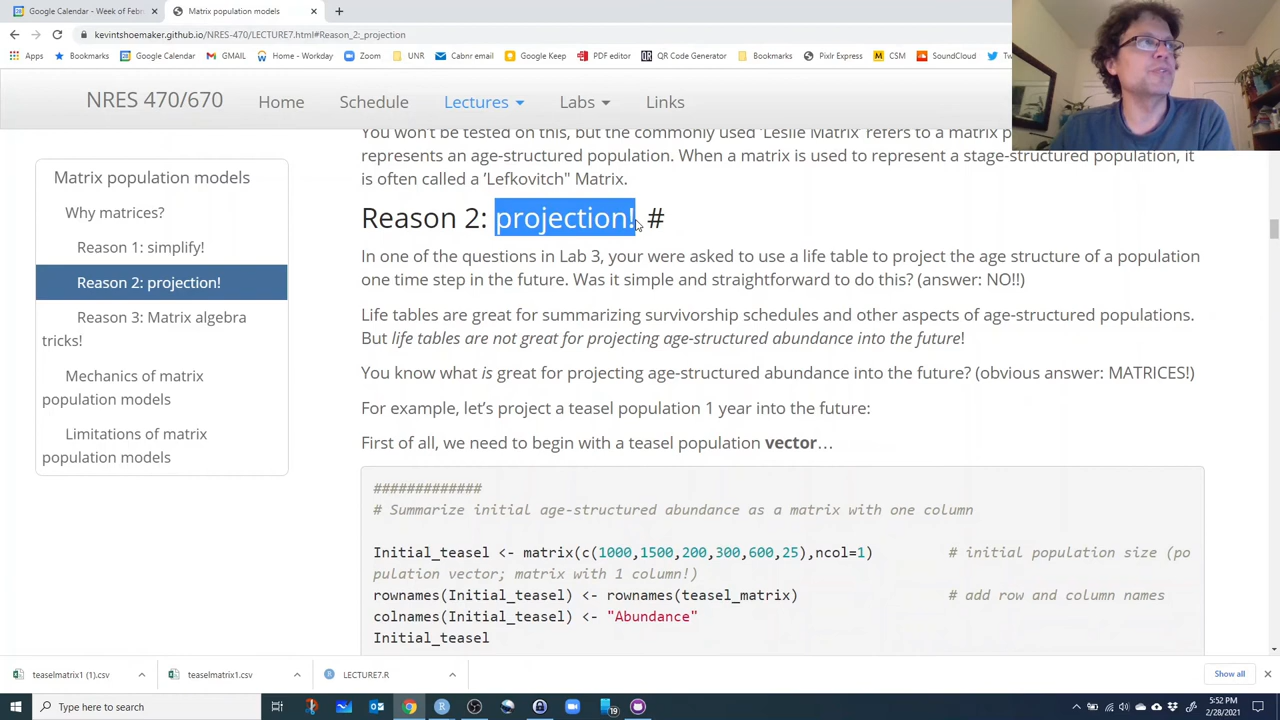 Google Calendar - Week of Febru
Matrix population models
kevintshoemaker.github.io/NRES-470/LECTURE7.html#Reason_2:_projection
Apps
Bookmarks
Google Calendar
GMAIL
Home - Workday
Zoom
Cabnr email
Google Keep
PDF editor
QR Code Generator
Bookmarks
Pixlr Express
CSM
SoundCloud
NRES 470/670
Home
Schedule
Lectures
Labs
Links
You won't be tested on this, but the commonly used 'Leslie Matrix' refers to a matrix p
represents an age-structured population. When a matrix is used to represent a stage-structured population, it
is often called a 'Lefkovitch" Matrix.
Matrix population models
Why matrices?
Reason 1: simplify!
Reason 2: projection!
Reason 3: Matrix algebra
tricks!
Mechanics of matrix
population models
Limitations of matrix
population models
Reason 2: projection! #
In one of the questions in Lab 3, your were asked to use a life table to project the age structure of a population
one time step in the future. Was it simple and straightforward to do this? (answer: NO!!)
Life tables are great for summarizing survivorship schedules and other aspects of age-structured populations.
But life tables are not great for projecting age-structured abundance into the future!
You know what is great for projecting age-structured abundance into the future? (obvious answer: MATRICES!)
For example, let's project a teasel population 1 year into the future:
First of all, we need to begin with a teasel population vector...
#############
# Summarize initial age-structured abundance as a matrix with one column
Initial_teasel <- matrix(c(1000,1500,200,300,600,25),ncol=1) # initial population size (po
pulation vector; matrix with 1 column!)
rownames(Initial_teasel) <- rownames(teasel_matrix) # add row and column names
colnames(Initial_teasel) <- "Abundance"
Initial_teasel
teaselmatrix1 (1).csv
teaselmatrix1.csv
LECTURE7.R
Show all
Type here to search
19
5:52 PM
2/28/2021